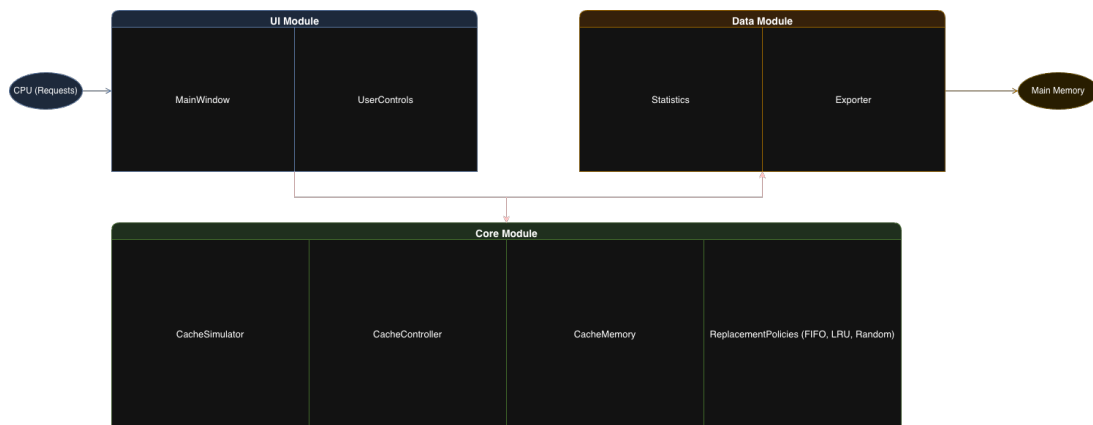 UI Module
Data Module
CPU (Requests)
MainWindow
UserControls
Statistics
Exporter
Main Memory
Core Module
CacheSimulator
CacheController
CacheMemory
ReplacementPolicies (FIFO, LRU, Random)